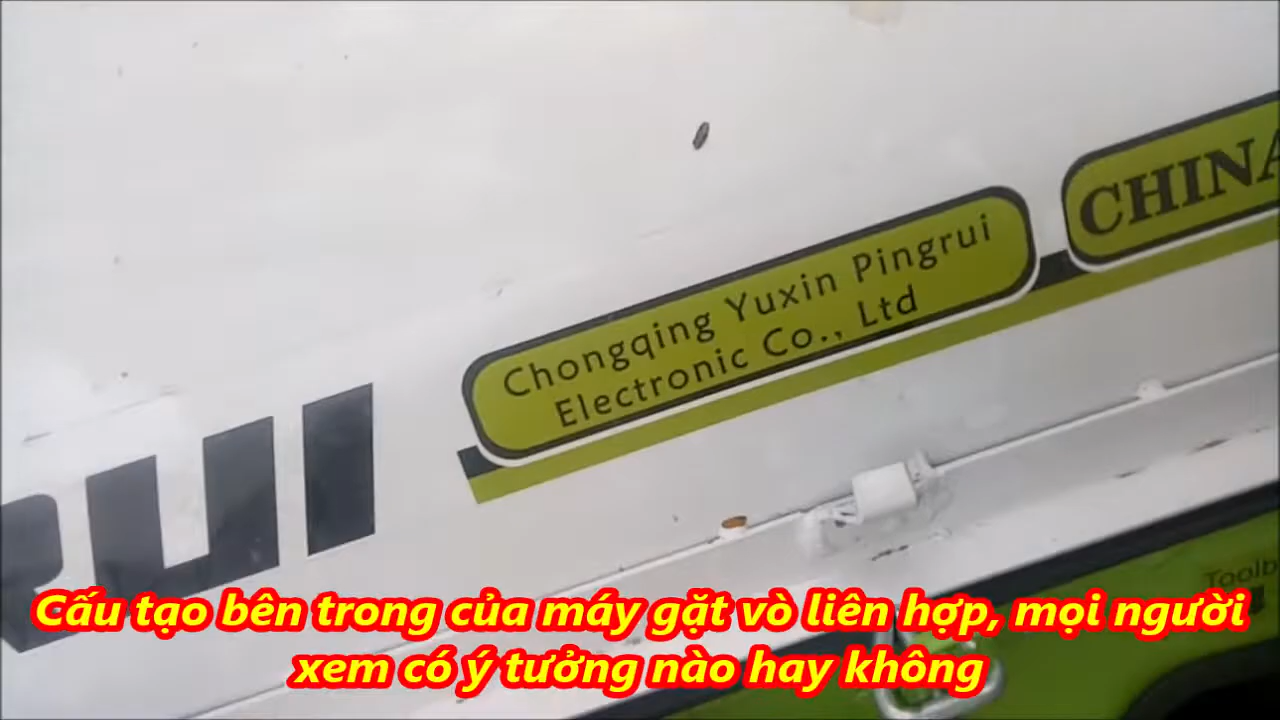 CHINA
Chongqing Yuxin Pingrui
Electronic Co., Ltd
RUI
Toolb
Cấu tạo bên trong của máy gặt vò liên hợp, mọi người
xem có ý tưởng nào hay không